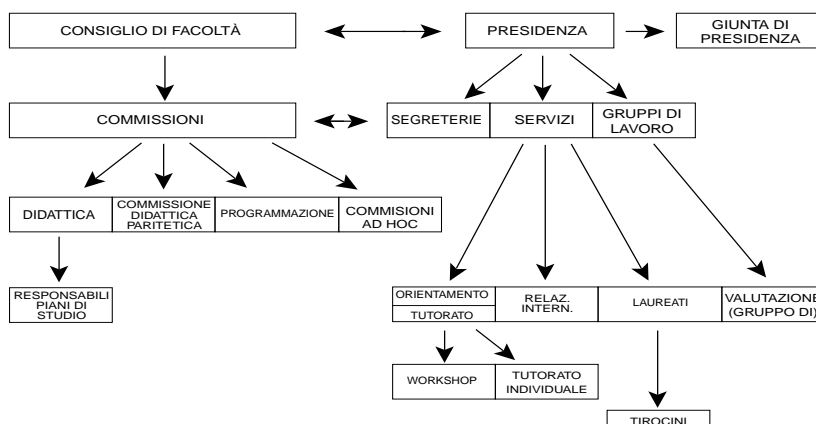 CONSIGLIO DI FACOLTÀ
PRESIDENZA
GIUNTA DI
PRESIDENZA
COMMISSIONI
SEGRETERIE
SERVIZI
GRUPPI DI
LAVORO
DIDATTICA
COMMISSIONE
DIDATTICA
PARITETICA
PROGRAMMAZIONE
COMMISIONI
AD HOC
RESPONSABILI
PIANI DI
STUDIO
ORIENTAMENTO
TUTORATO
RELAZ.
INTERN.
LAUREATI
VALUTAZIONE
(GRUPPO DI)
WORKSHOP
TUTORATO
INDIVIDUALE
TIROCINI